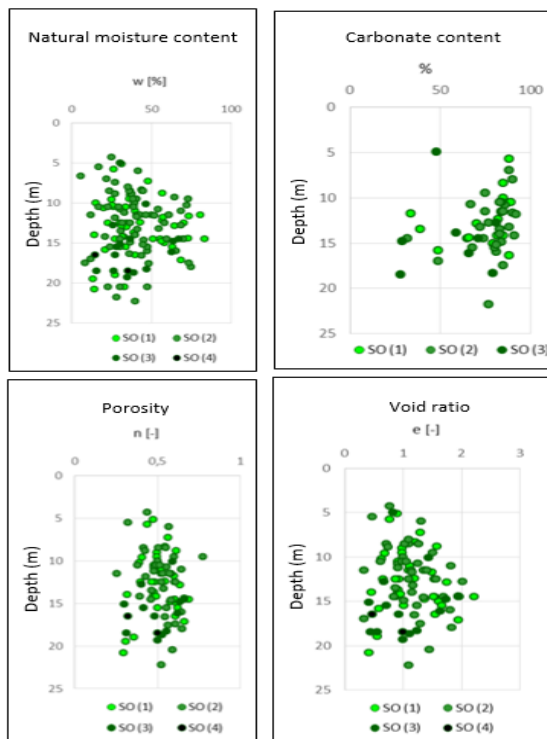 Natural moisture content
w [%]
0 50 100
Depth (m)
0
5
10
15
20
25
SO (1) SO (2)
SO (3) SO (4)
Carbonate content
%
0 50 100
Depth (m)
0
5
10
15
20
25
SO (1) SO (2) SO (3)
Porosity
n [-]
0 0,5 1
Depth (m)
0
5
10
15
20
25
SO (1) SO (2)
SO (3) SO (4)
Void ratio
e [-]
0 1 2 3
Depth (m)
0
5
10
15
20
25
SO (1) SO (2)
SO (3) SO (4)